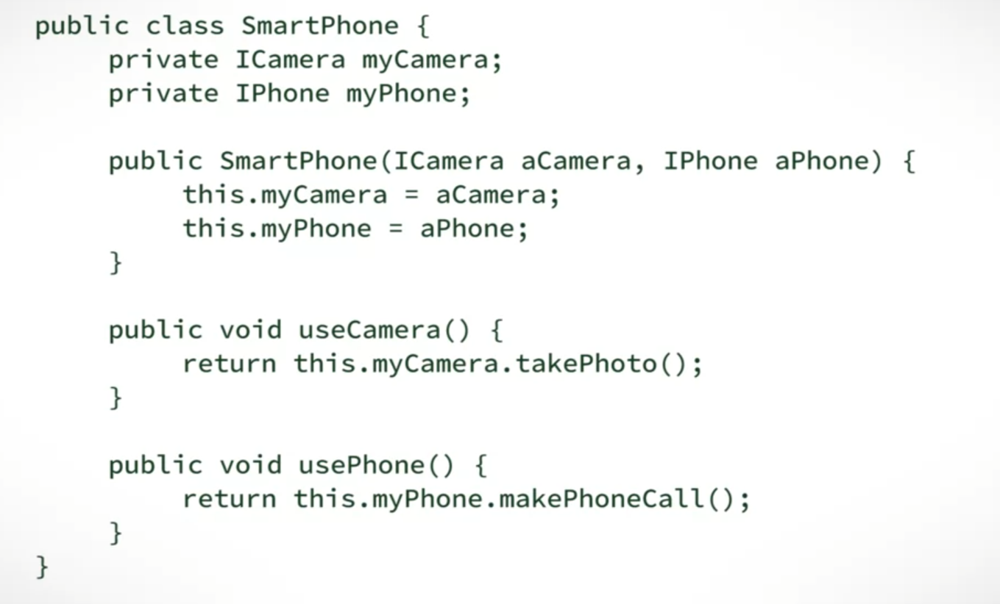 public class SmartPhone {
private ICamera myCamera;
private IPhone myPhone;
public SmartPhone(ICamera aCamera, IPhone aPhone) {
this.myCamera = aCamera;
this.myPhone = aPhone;
}
public void useCamera() {
return this.myCamera.takePhoto();
}
public void usePhone() {
return this.myPhone.makePhoneCall();
}
}